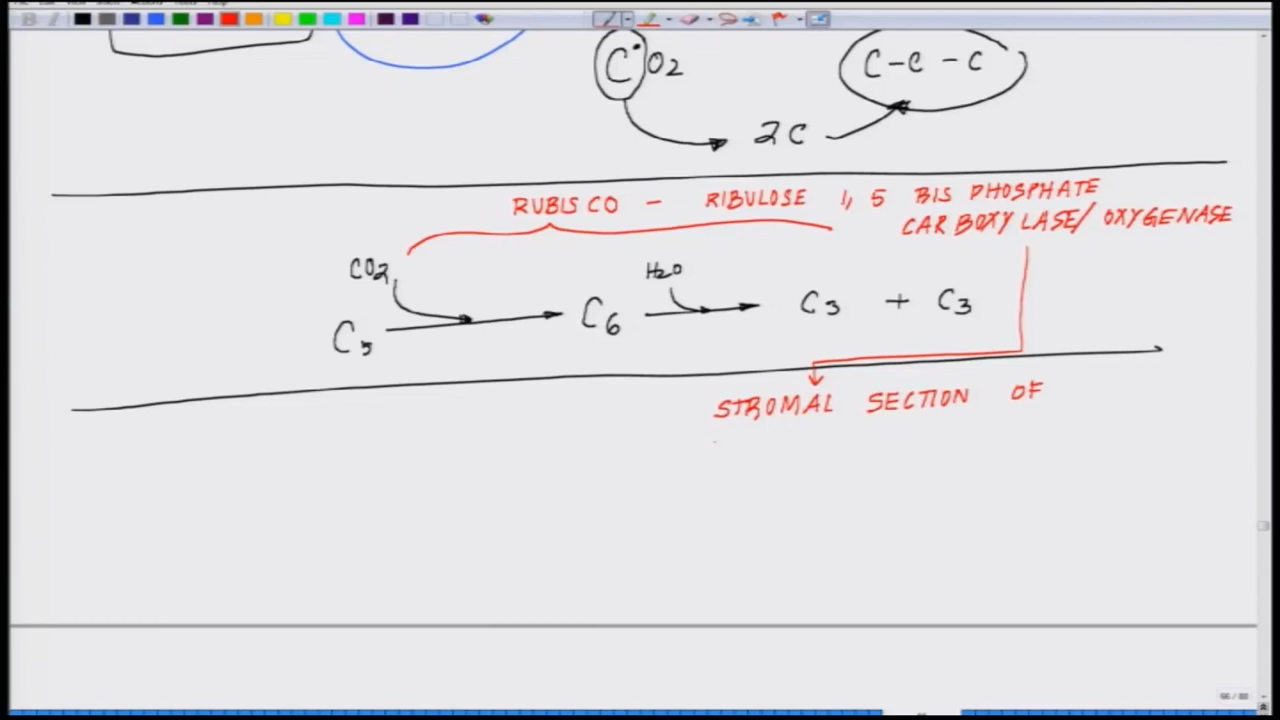 CO2
C-C-C
2C
RUBISCO - RIBULOSE 1, 5 BIS PHOSPHATE
CARBOXYLASE/OXYGENASE
CO2
H2O
C5 C6 C3 + C3
STROMAL SECTION OF